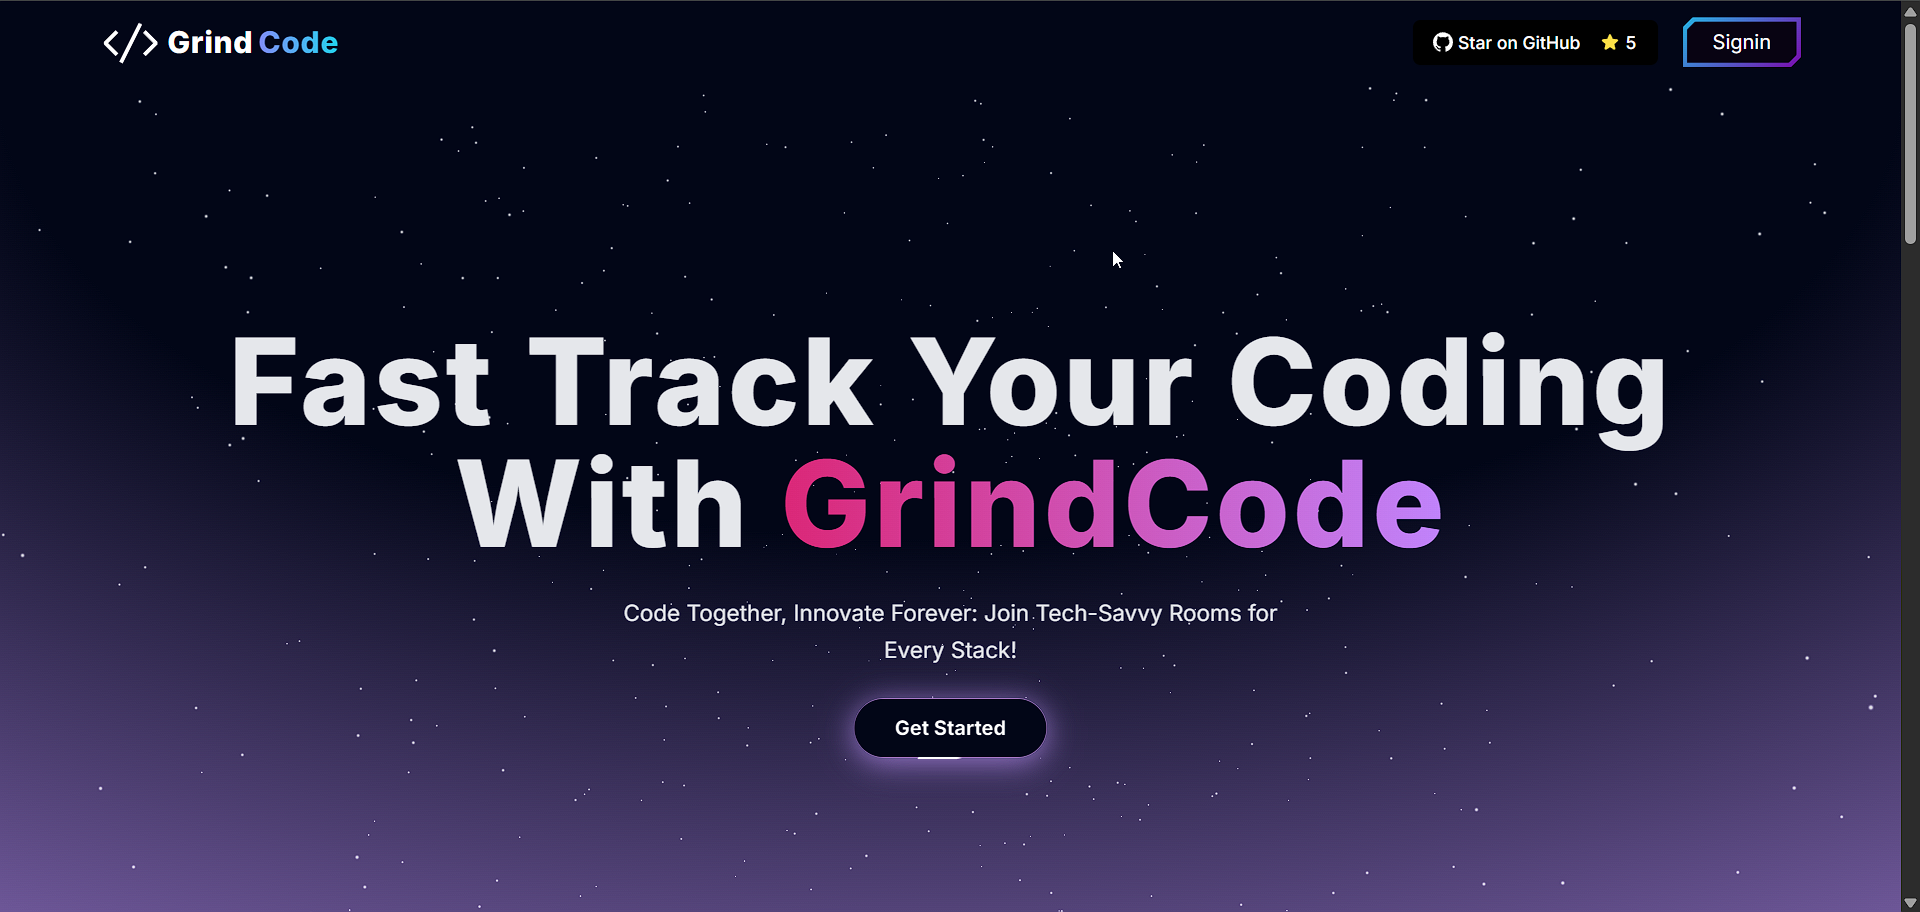 </> Grind Code
Star on GitHub ⭐ 5
Signin
Fast Track Your Coding
With GrindCode
Code Together, Innovate Forever: Join Tech-Savvy Rooms for
Every Stack!
Get Started